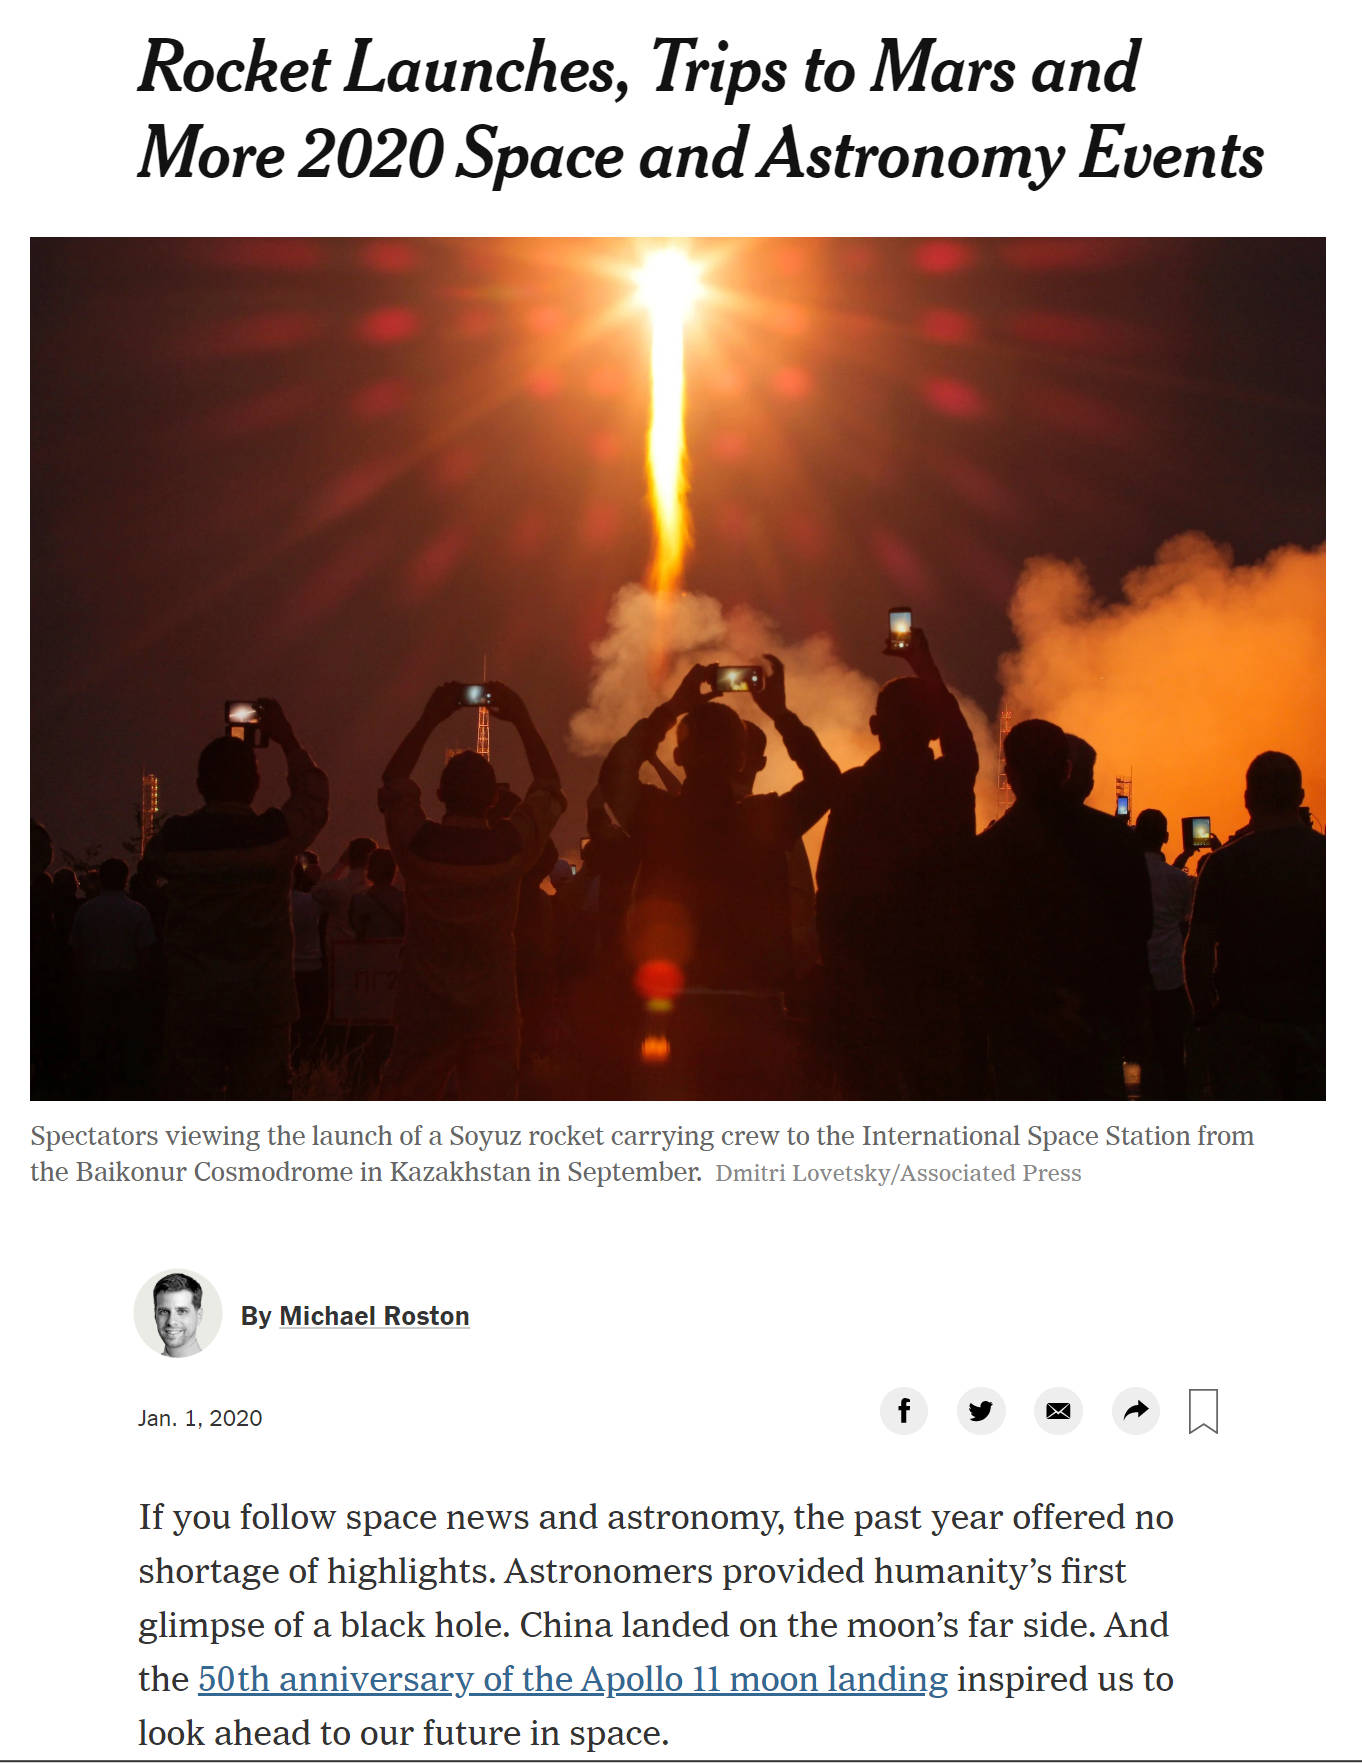 Rocket Launches, Trips to Mars and
More 2020 Space and Astronomy Events
Spectators viewing the launch of a Soyuz rocket carrying crew to the International Space Station from
the Baikonur Cosmodrome in Kazakhstan in September. Dmitri Lovetsky/Associated Press
By Michael Roston
Jan. 1, 2020
If you follow space news and astronomy, the past year offered no
shortage of highlights. Astronomers provided humanity’s first
glimpse of a black hole. China landed on the moon’s far side. And
the 50th anniversary of the Apollo 11 moon landing inspired us to
look ahead to our future in space.